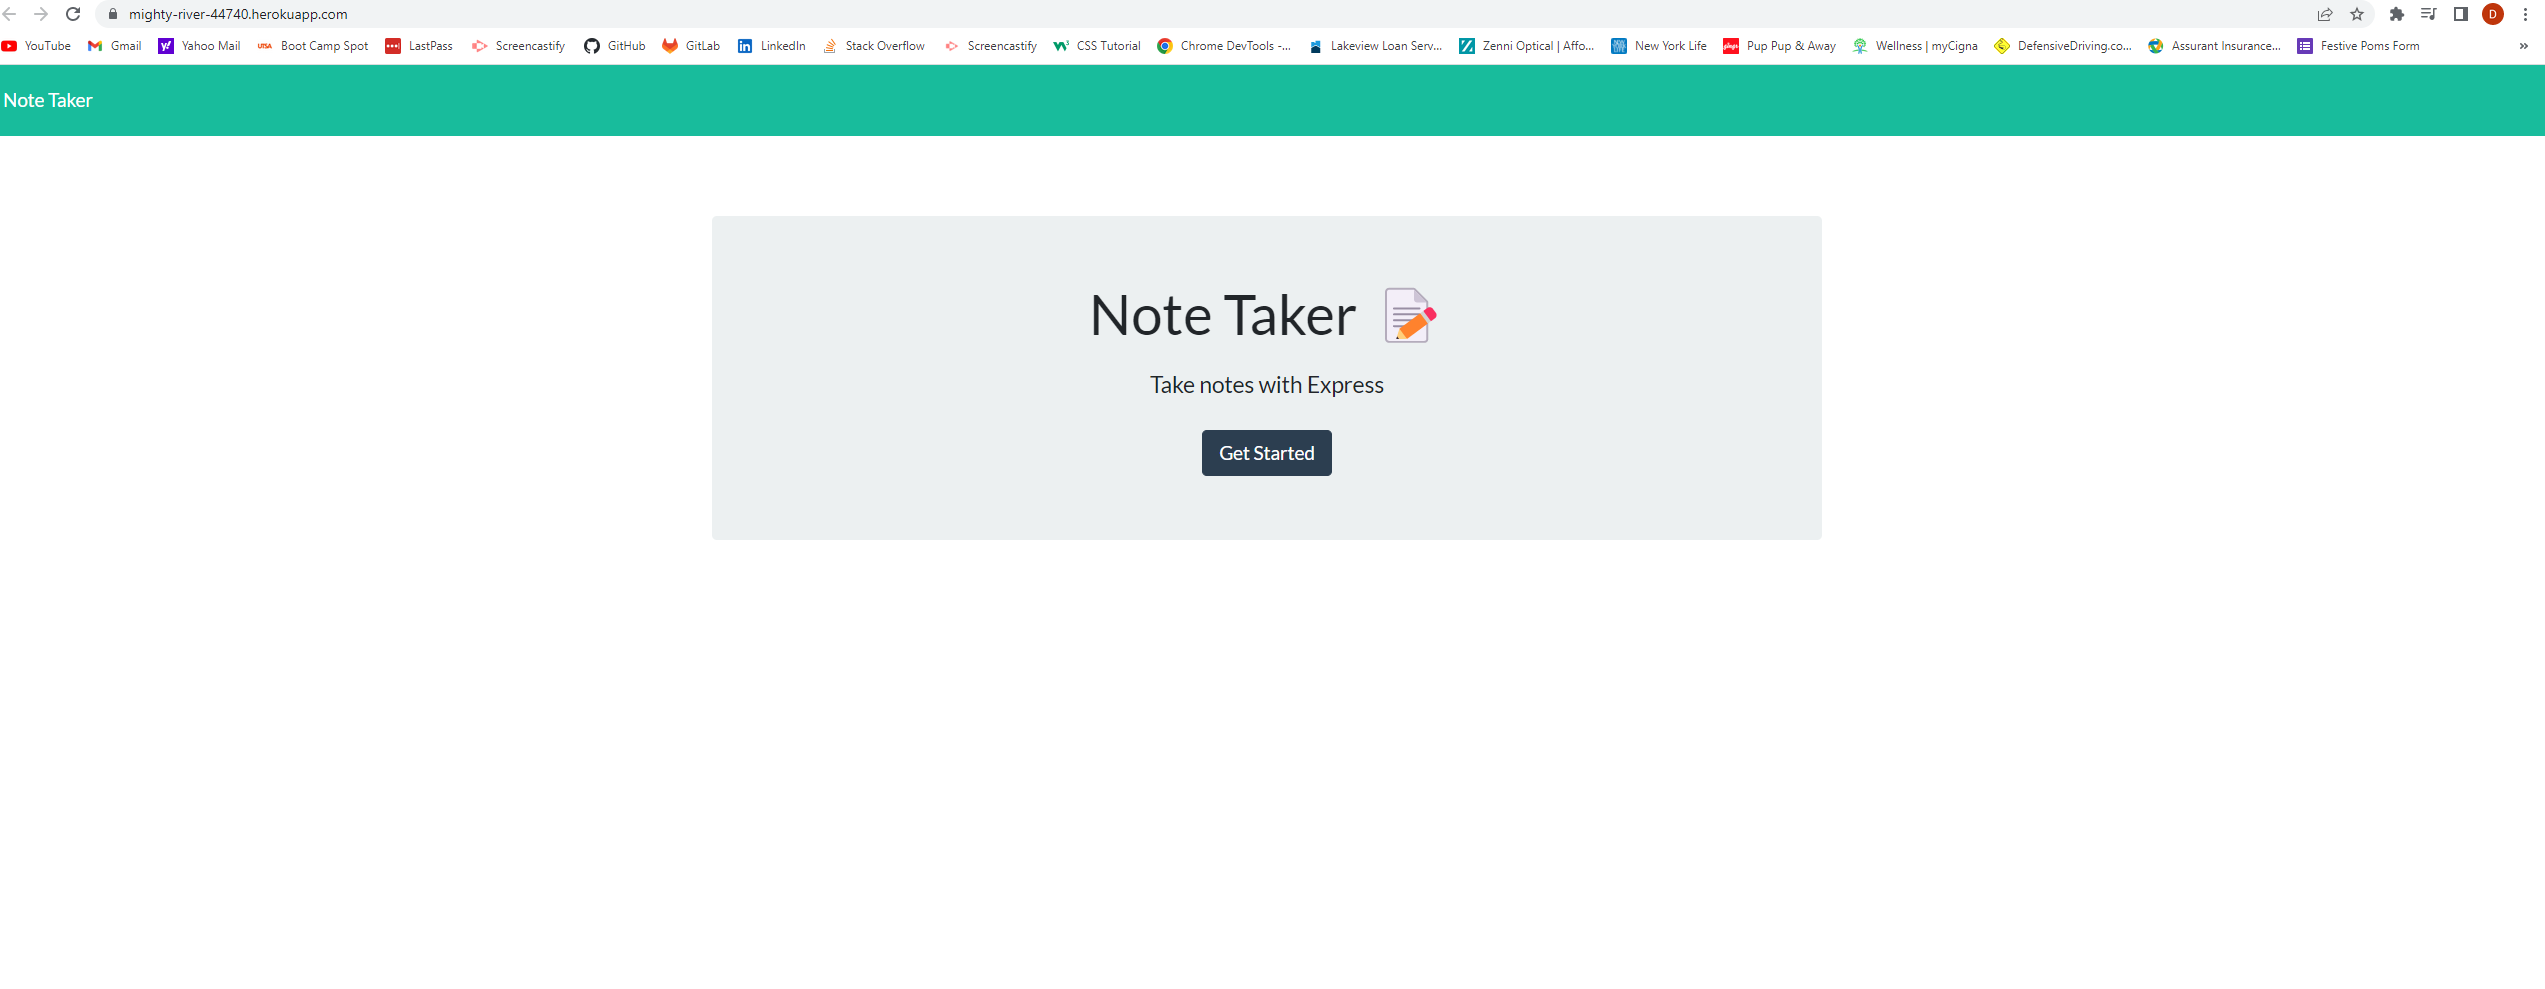 mighty-river-44740.herokuapp.com D
YouTube Gmail Yahoo Mail UTSA Boot Camp Spot LastPass Screencastify GitHub GitLab LinkedIn Stack Overflow Screencastify CSS Tutorial Chrome DevTools -... Lakeview Loan Serv... Zenni Optical | Affo... New York Life Pup Pup & Away Wellness | myCigna DefensiveDriving.co... Assurant Insurance... Festive Poms Form »
Note Taker
Note Taker
Take notes with Express
Get Started